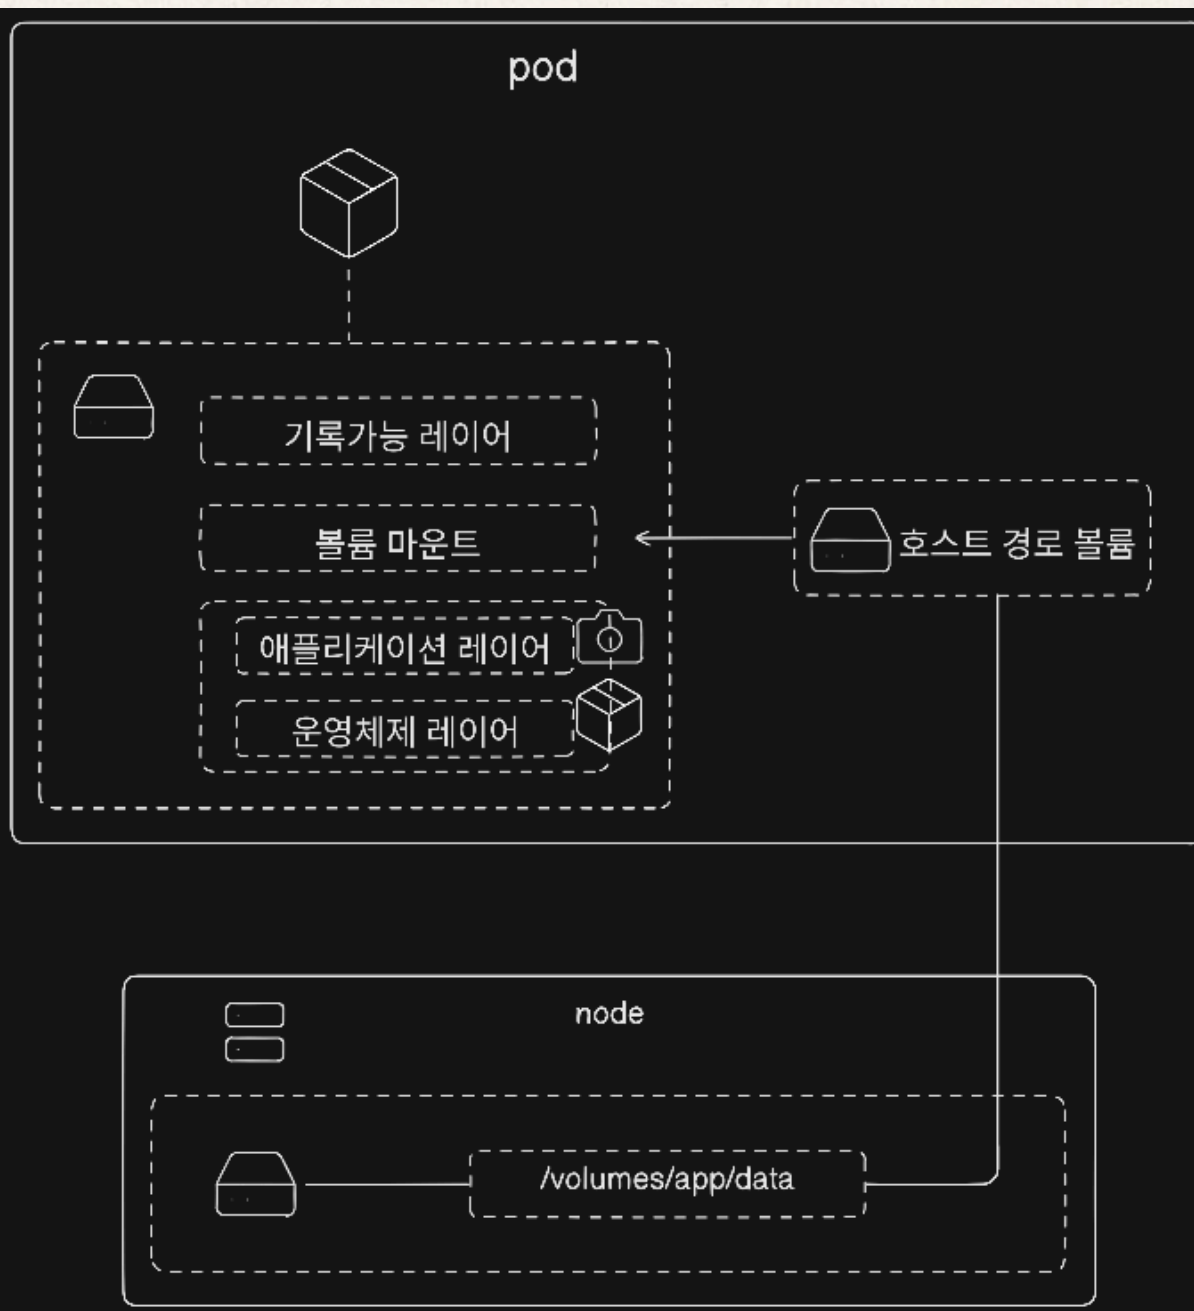 pod
기록가능 레이어
볼륨 마운트
호스트 경로 볼륨
애플리케이션 레이어
운영체제 레이어
node
/volumes/app/data